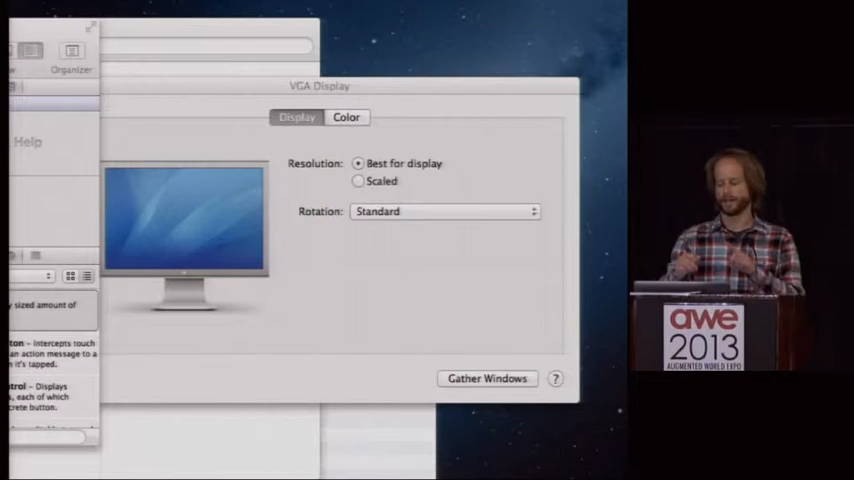 Organizer
Help
y sized amount of
ton – Intercepts touch
an action message to a
n it's tapped.
trol – Displays
s, each of which
crete button.
VGA Display
Display Color
Resolution: Best for display
Scaled
Rotation: Standard
Gather Windows ?
awe
2013
AUGMENTED WORLD EXPO